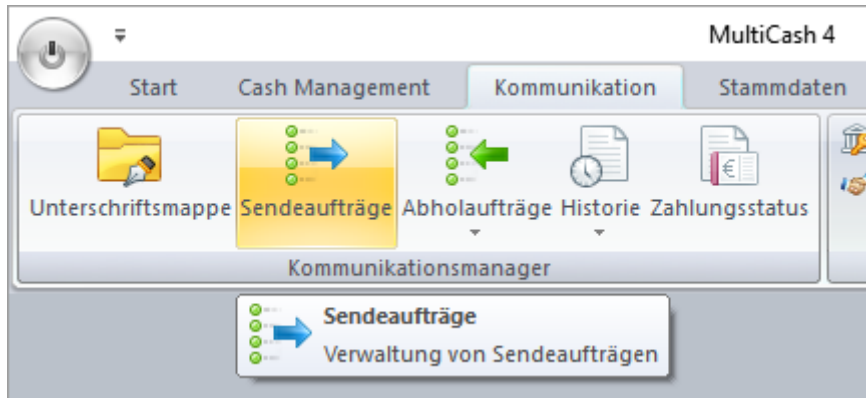 MultiCash 4
Start Cash Management Kommunikation Stammdaten
Unterschriftsmappe Sendeaufträge Abholaufträge Historie Zahlungsstatus
Kommunikationsmanager
Sendeaufträge
Verwaltung von Sendeaufträgen